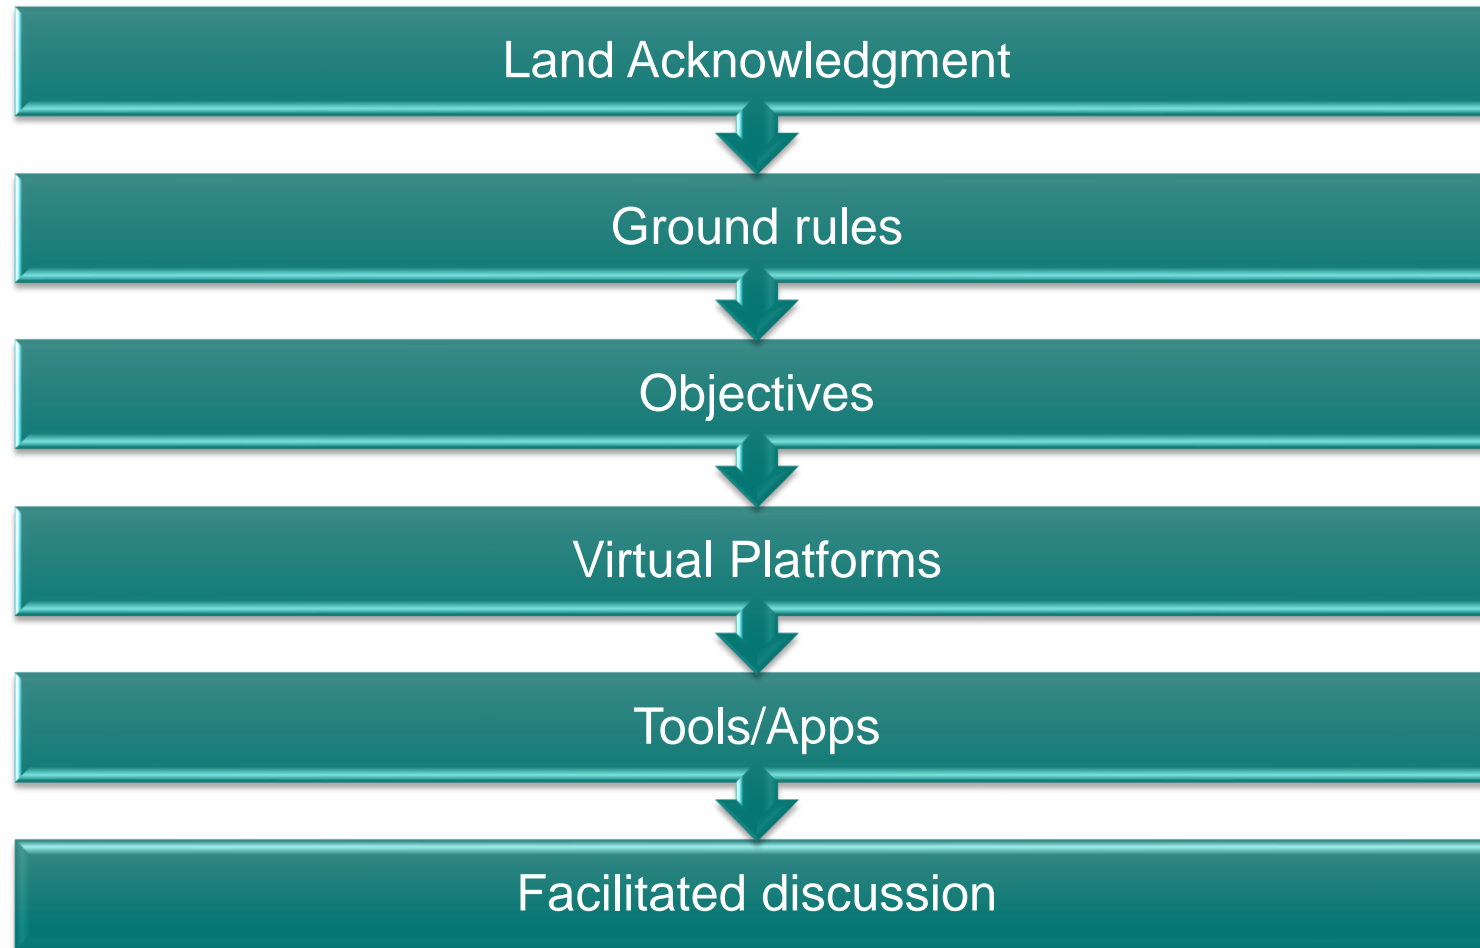 Land Acknowledgment
Ground rules
Objectives
Virtual Platforms
Tools/Apps
Facilitated discussion